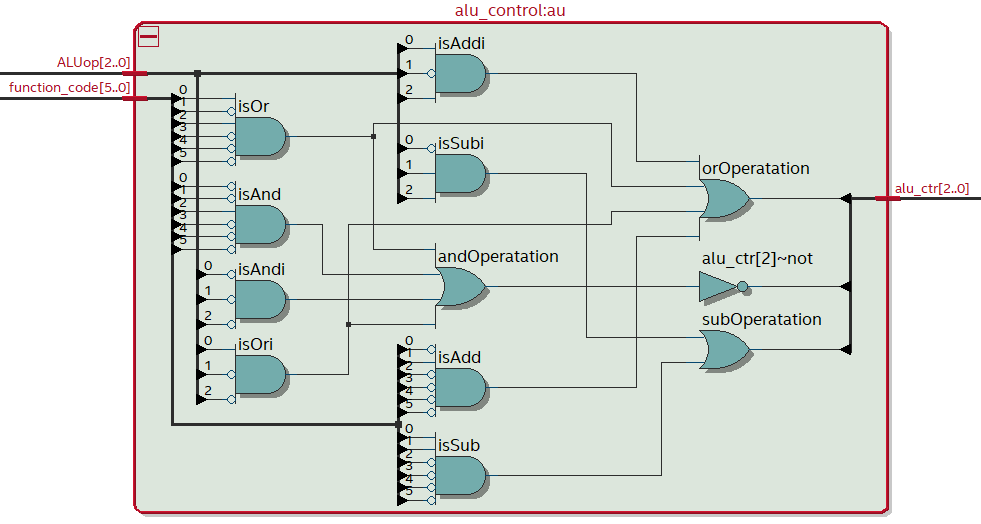 alu_control:au
ALUop[2..0]
function_code[5..0]
0
1
2
isAddi
0
1
2
3
4
5
isOr
0
1
2
isSubi
0
1
2
3
4
5
isAnd
orOperatation
alu_ctr[2..0]
0
1
2
isAndi
andOperatation
alu_ctr[2]~not
0
1
2
isOri
subOperatation
0
1
2
3
4
5
isAdd
0
1
2
3
4
5
isSub